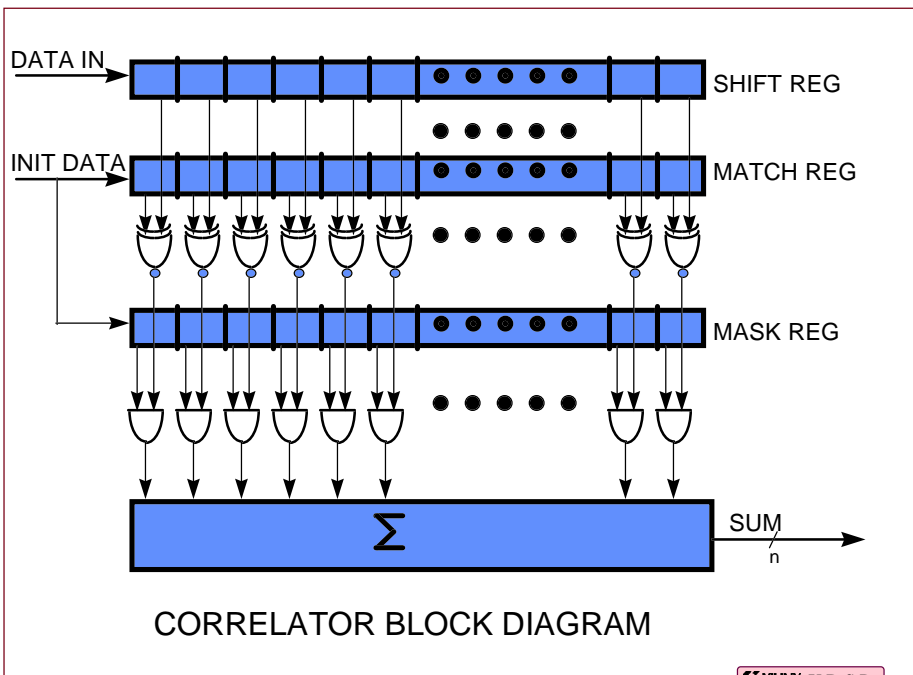 DATA IN
SHIFT REG
INIT DATA
MATCH REG
MASK REG
Σ
SUM
n
CORRELATOR BLOCK DIAGRAM